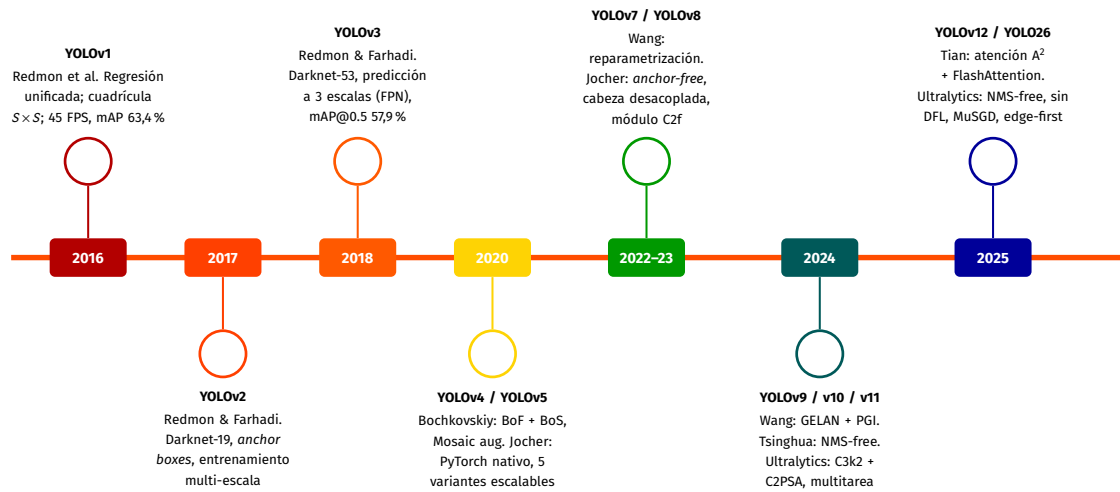 YOLOv1
Redmon et al. Regresión
unificada; cuadrícula
S × S; 45 FPS, mAP 63,4 %
YOLOv3
Redmon & Farhadi.
Darknet-53, predicción
a 3 escalas (FPN),
mAP@0.5 57,9 %
YOLOv7 / YOLOv8
Wang:
reparametrización.
Jocher: anchor-free,
cabeza desacoplada,
módulo C2f
YOLOv12 / YOLO26
Tian: atención A²
+ FlashAttention.
Ultralytics: NMS-free, sin
DFL, MuSGD, edge-first
2016
2017
2018
2020
2022–23
2024
2025
YOLOv2
Redmon & Farhadi.
Darknet-19, anchor
boxes, entrenamiento
multi-escala
YOLOv4 / YOLOv5
Bochkovskiy: BoF + BoS,
Mosaic aug. Jocher:
PyTorch nativo, 5
variantes escalables
YOLOv9 / v10 / v11
Wang: GELAN + PGI.
Tsinghua: NMS-free.
Ultralytics: C3k2 +
C2PSA, multitarea